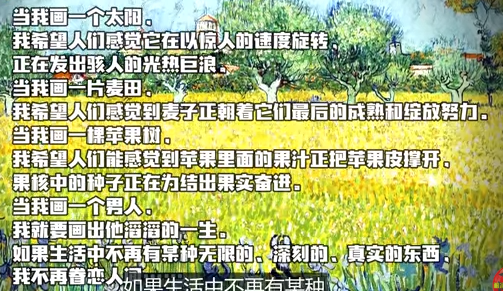 当我画一个太阳，
我希望人们感觉它在以惊人的速度旋转，
正在发出骇人的光热巨浪。
当我画一片麦田，
我希望人们感觉到麦子正朝着它们最后的成熟和绽放努力。
当我画一棵苹果树，
我希望人们能感觉到苹果里面的果汁正把苹果皮撑开，
果核中的种子正在为结出果实奋进。
当我画一个男人，
我就要画出他滔滔的一生。
如果生活中不再有某种无限的、深刻的、真实的东西，
我不再眷恋人
如果生活中不再有某种